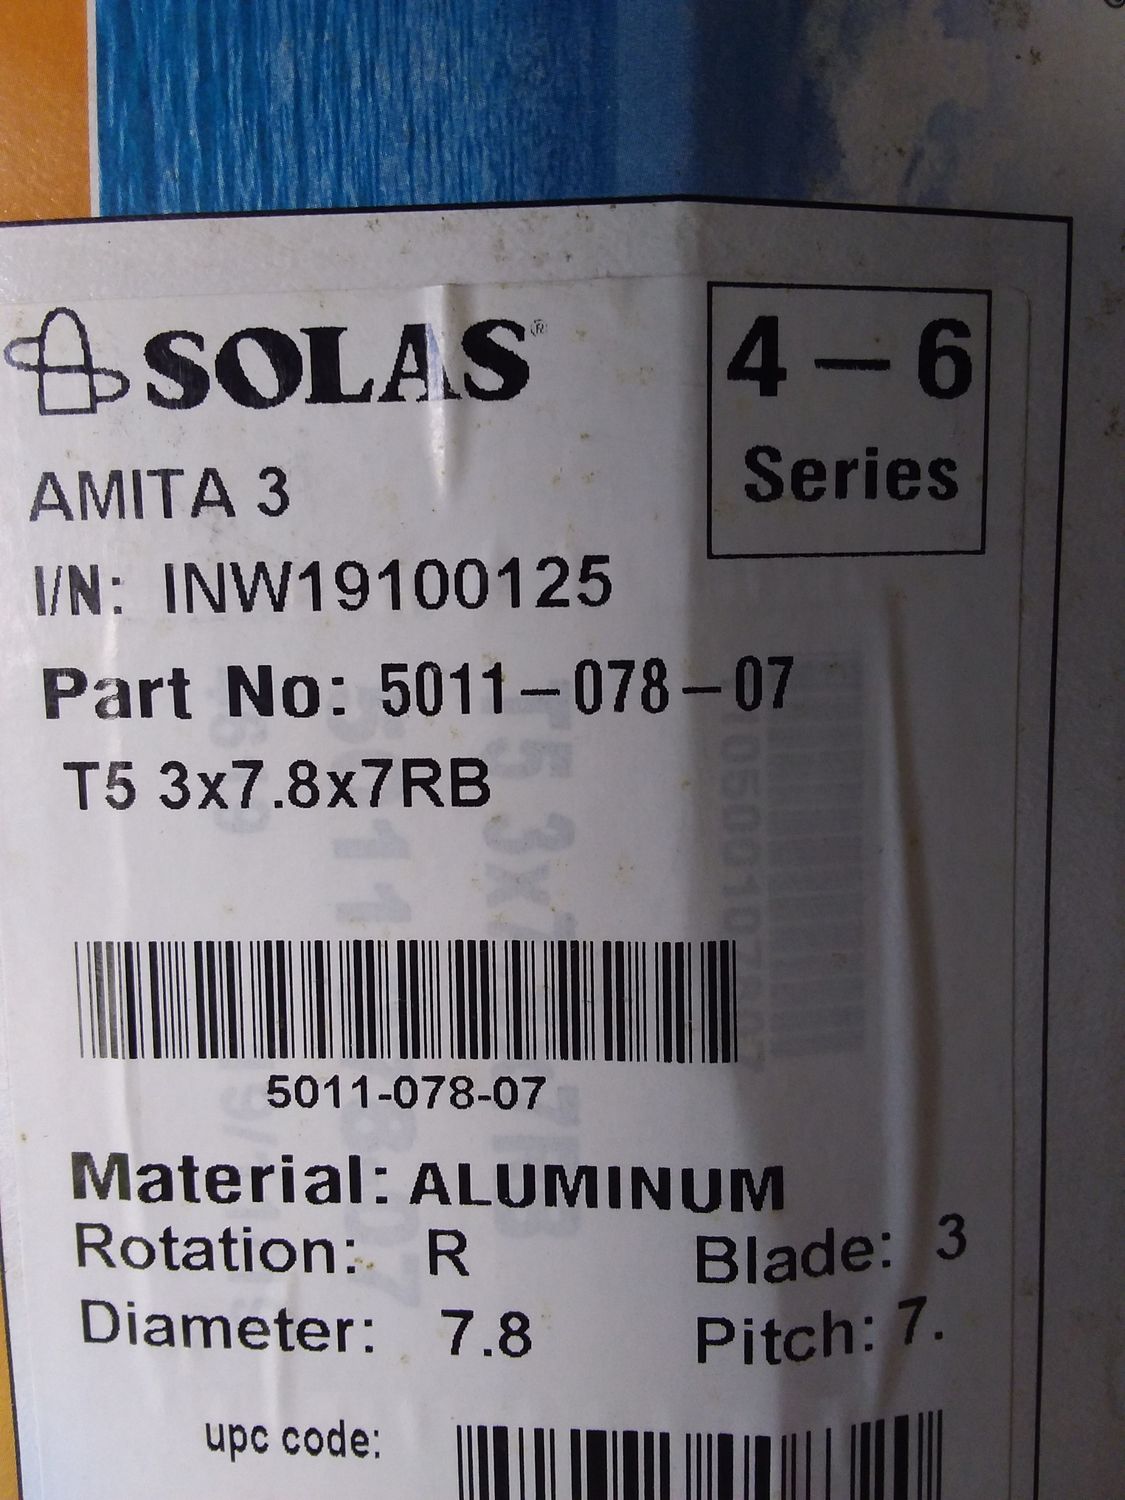 SOLAS®
4 – 6
Series
AMITA 3
I/N: INW19100125
Part No: 5011–078–07
T5 3x7.8x7RB
5011-078-07
Material: ALUMINUM
Rotation: R Blade: 3
Diameter: 7.8 Pitch: 7.
upc code: